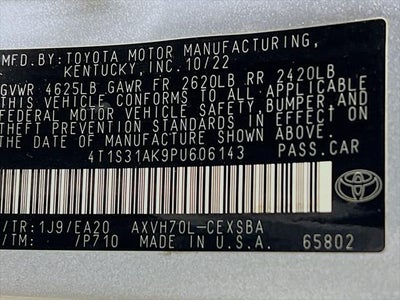 MFD.BY: TOYOTA MOTOR MANUFACTURING,
KENTUCKY, INC. 10/22
GVWR 4625LB GAWR FR 2620LB RR 2420LB
THIS VEHICLE CONFORMS TO ALL APPLICABLE
FEDERAL MOTOR VEHICLE SAFETY, BUMPER, AND
THEFT PREVENTION STANDARDS IN EFFECT ON
DATE OF MANUFACTURE SHOWN ABOVE.
4T1S31AK9PU606143 PASS.CAR
/TR: 1J9/EA20 AXVH70L-CEXSBA
/TM: /P710 MADE IN U.S.A. 65802
TOYOTA